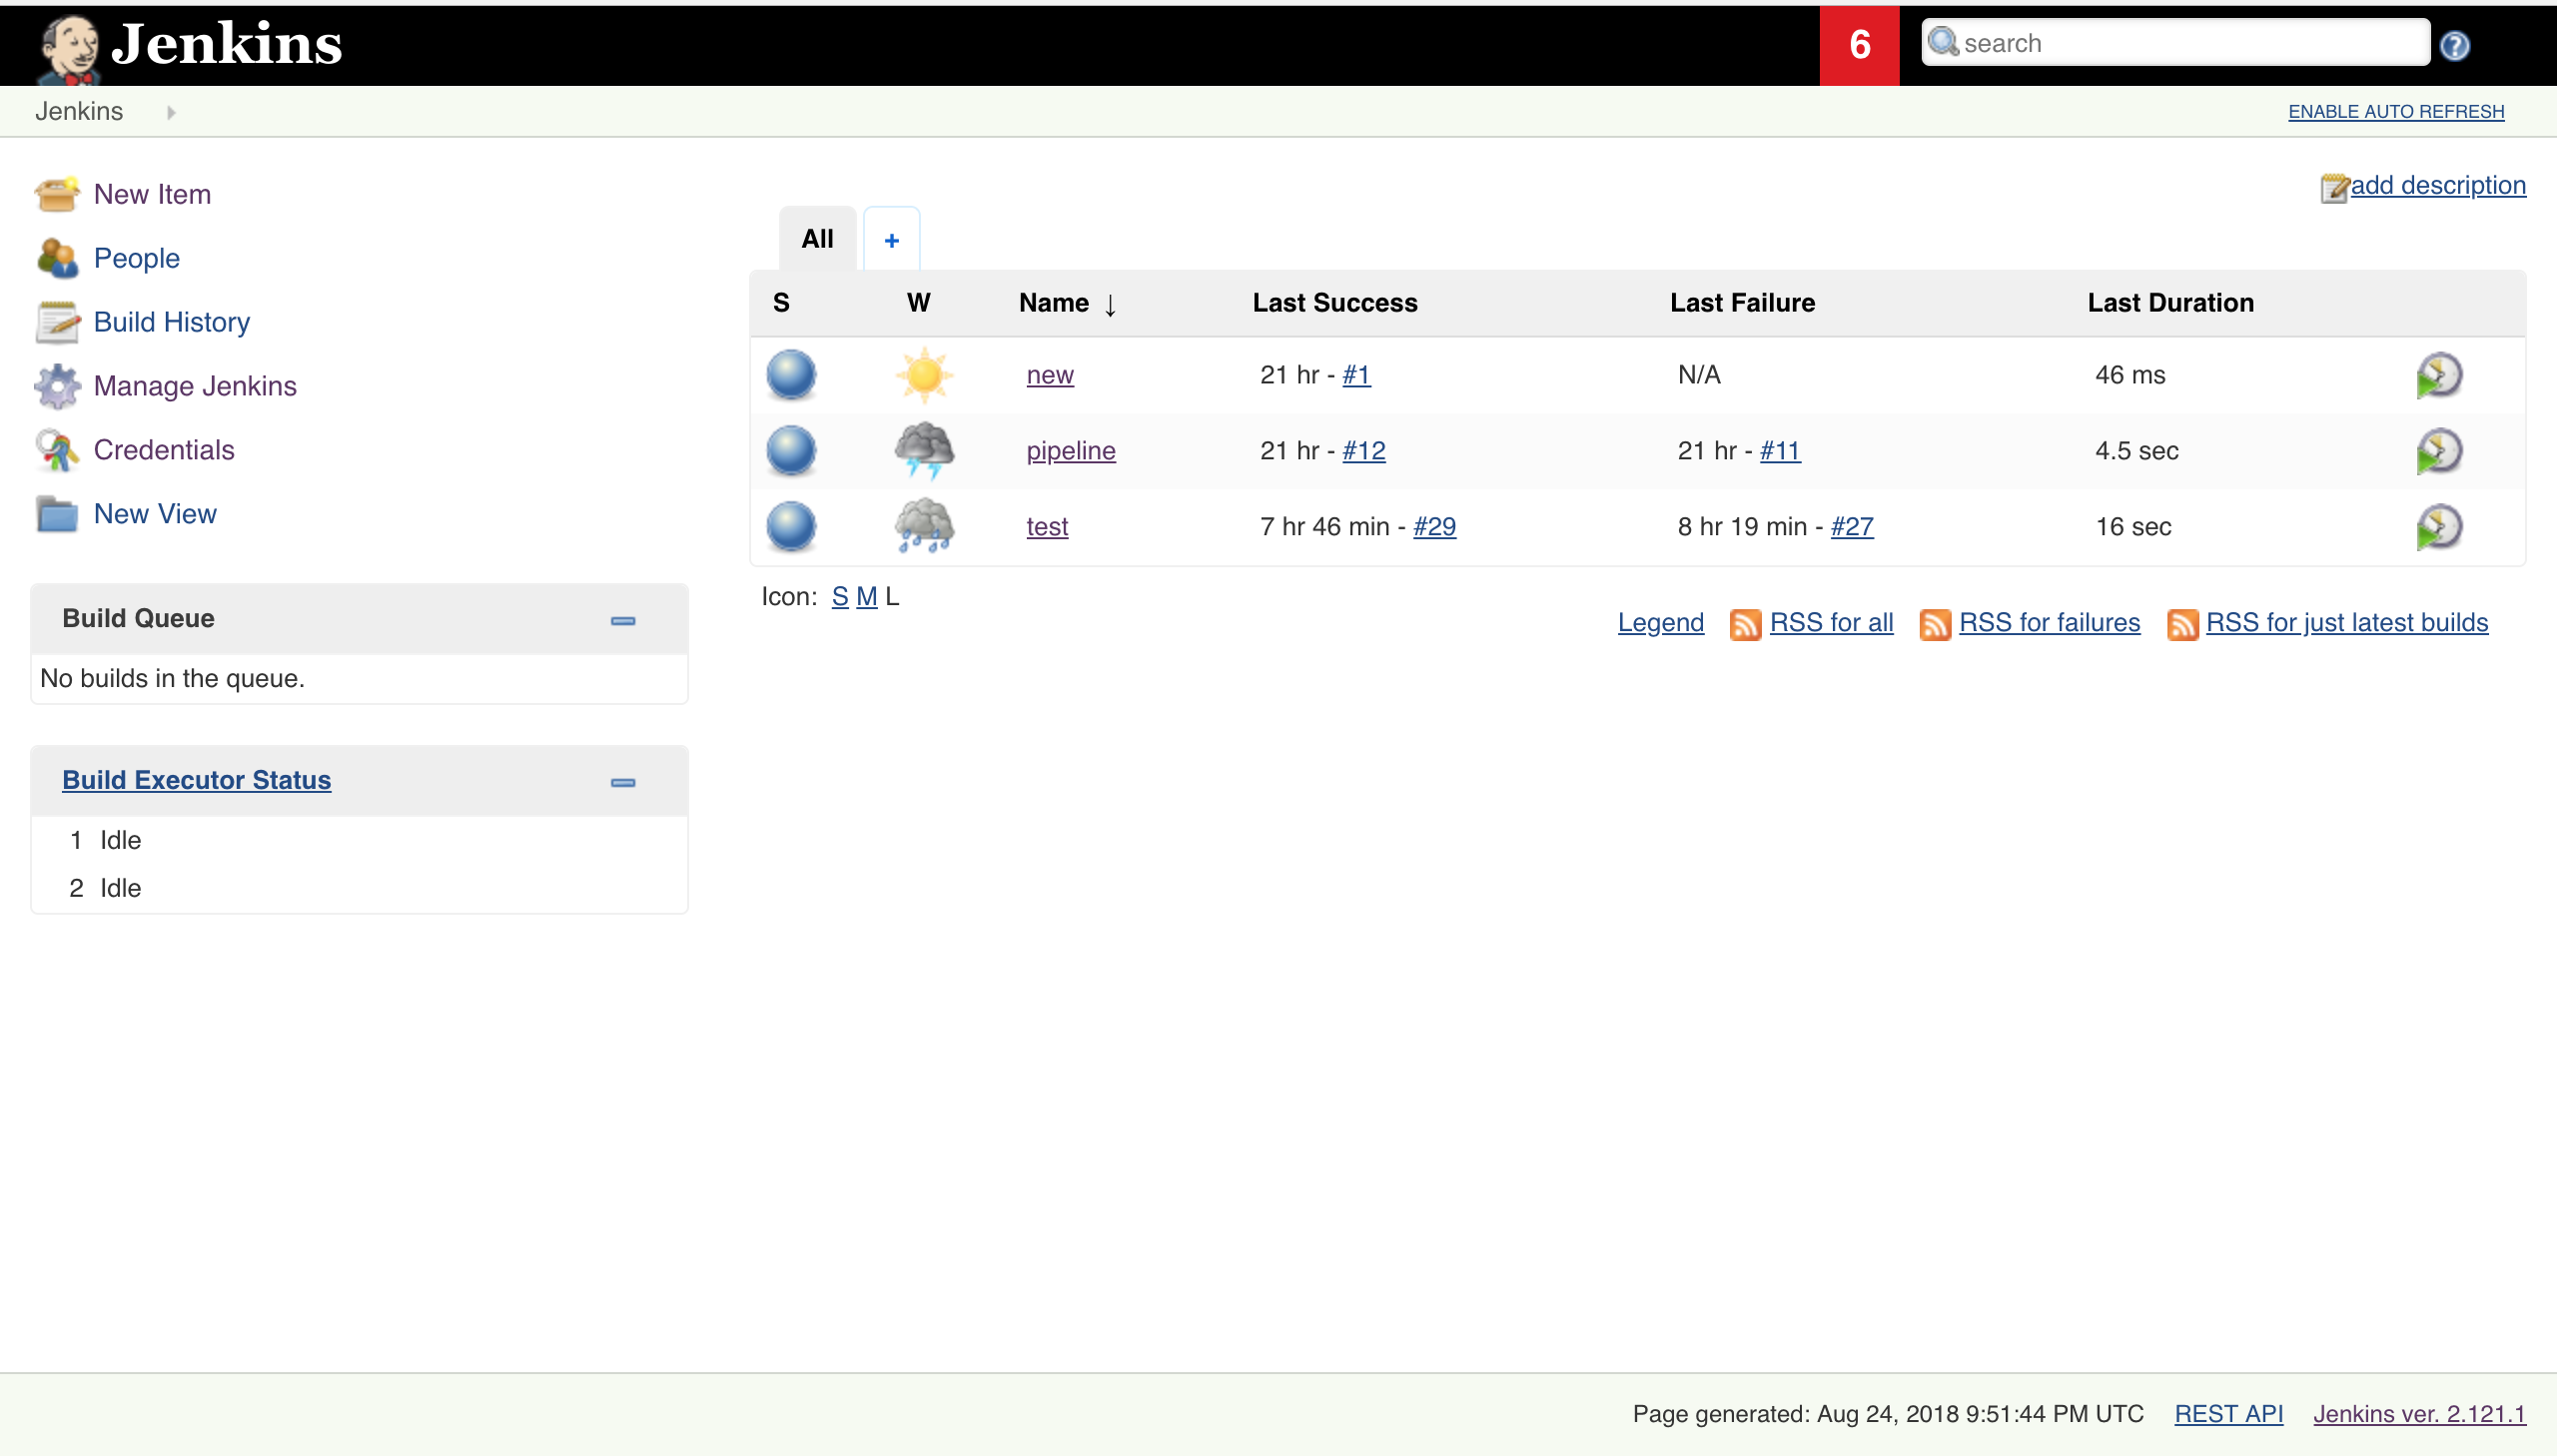 Jenkins
6
search
Jenkins
ENABLE AUTO REFRESH
New Item
People
Build History
Manage Jenkins
Credentials
New View
Build Queue
No builds in the queue.
Build Executor Status
1 Idle
2 Idle
add description
All +
S W Name ↓ Last Success Last Failure Last Duration
new 21 hr - #1 N/A 46 ms
pipeline 21 hr - #12 21 hr - #11 4.5 sec
test 7 hr 46 min - #29 8 hr 19 min - #27 16 sec
Icon: S M L
Legend RSS for all RSS for failures RSS for just latest builds
Page generated: Aug 24, 2018 9:51:44 PM UTC REST API Jenkins ver. 2.121.1